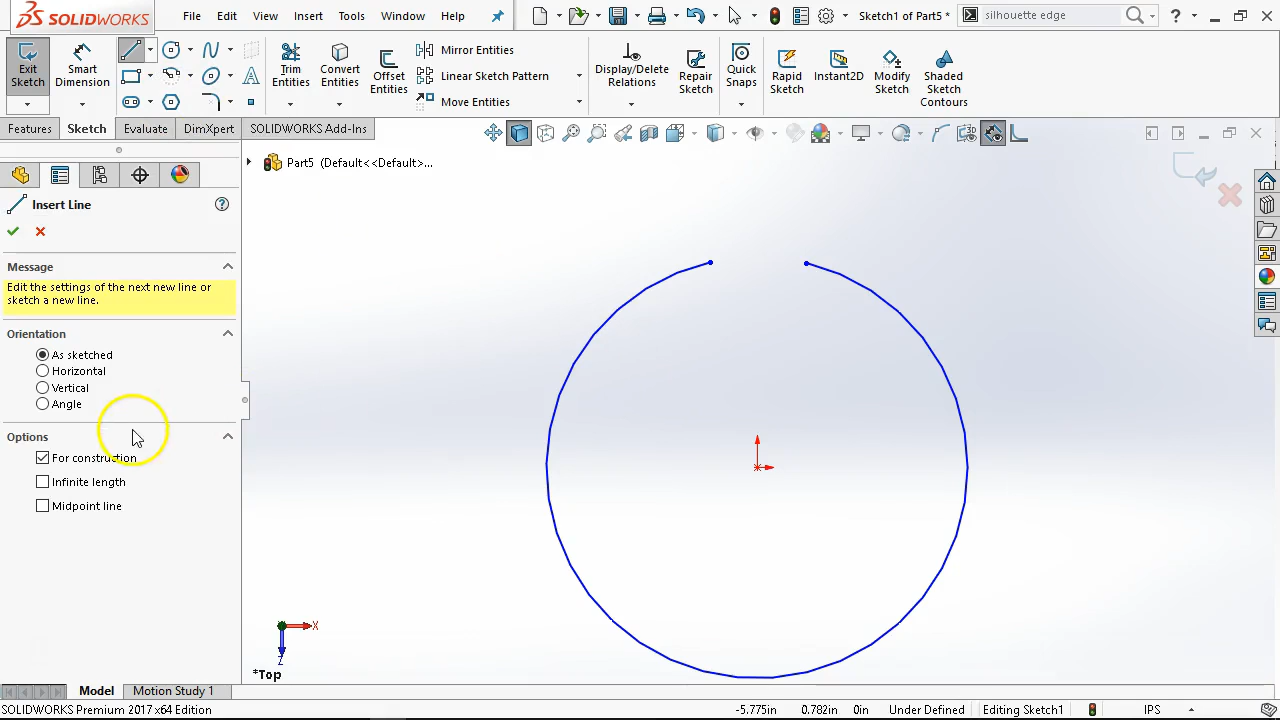 SOLIDWORKS
File Edit View Insert Tools Window Help
Sketch1 of Part5 *
silhouette edge
?
Exit Sketch
Smart Dimension
Trim Entities
Convert Entities
Offset Entities
Mirror Entities
Linear Sketch Pattern
Move Entities
Display/Delete Relations
Repair Sketch
Quick Snaps
Rapid Sketch
Instant2D
Modify Sketch
Shaded Sketch Contours
Features Sketch Evaluate DimXpert SOLIDWORKS Add-Ins
Part5 (Default<<Default>...
Insert Line
?
Message
Edit the settings of the next new line or
sketch a new line.
Orientation
As sketched
Horizontal
Vertical
Angle
Options
For construction
Infinite length
Midpoint line
X
Z
*Top
Model Motion Study 1
SOLIDWORKS Premium 2017 x64 Edition
-5.775in 0.782in 0in Under Defined Editing Sketch1 IPS